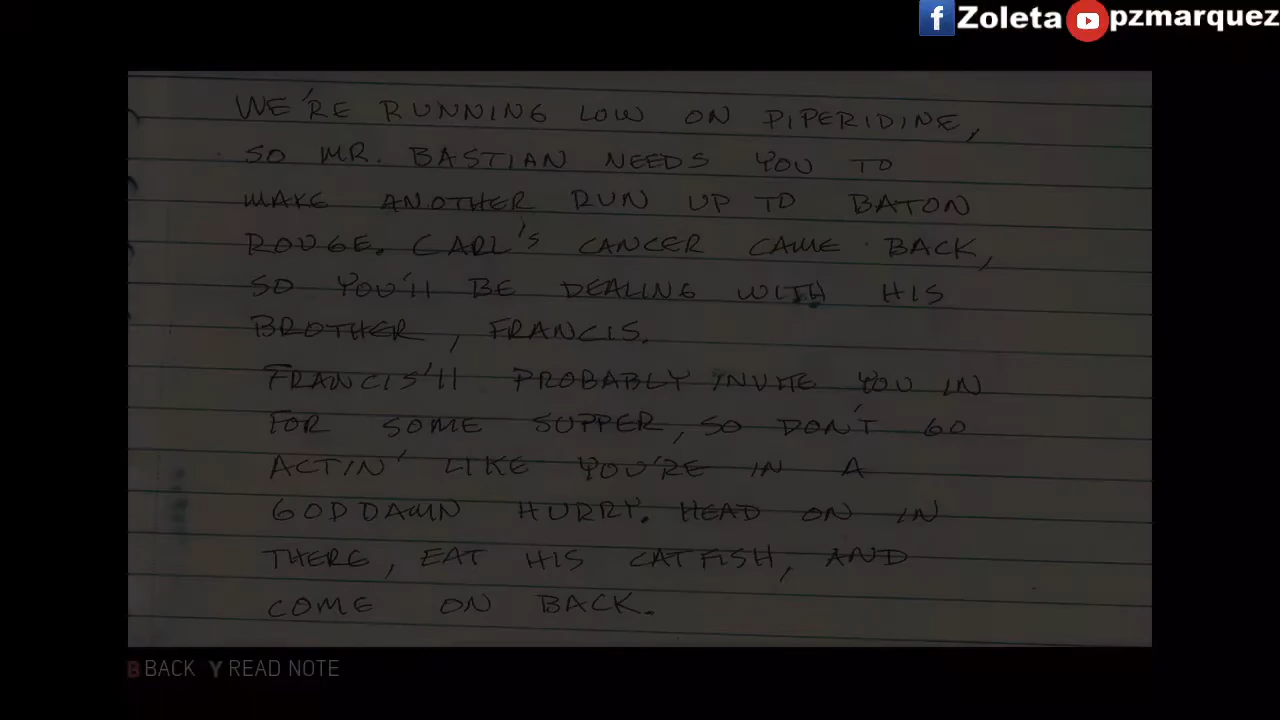 Zoleta pzmarquez
WE'RE RUNNING LOW ON PIPERIDINE,
SO MR. BASTIAN NEEDS YOU TO
MAKE ANOTHER RUN UP TO BATON
ROUGE. CARL'S CANCER CAME BACK,
SO YOU'll BE DEALING WITH HIS
BROTHER, FRANCIS.
FRANCIS'll PROBABLY INVITE YOU IN
FOR SOME SUPPER, SO DON'T GO
ACTIN' LIKE YOU'RE IN A
GODDAMN HURRY. HEAD ON IN
THERE, EAT HIS CATFISH, AND
COME ON BACK.
B BACK Y READ NOTE